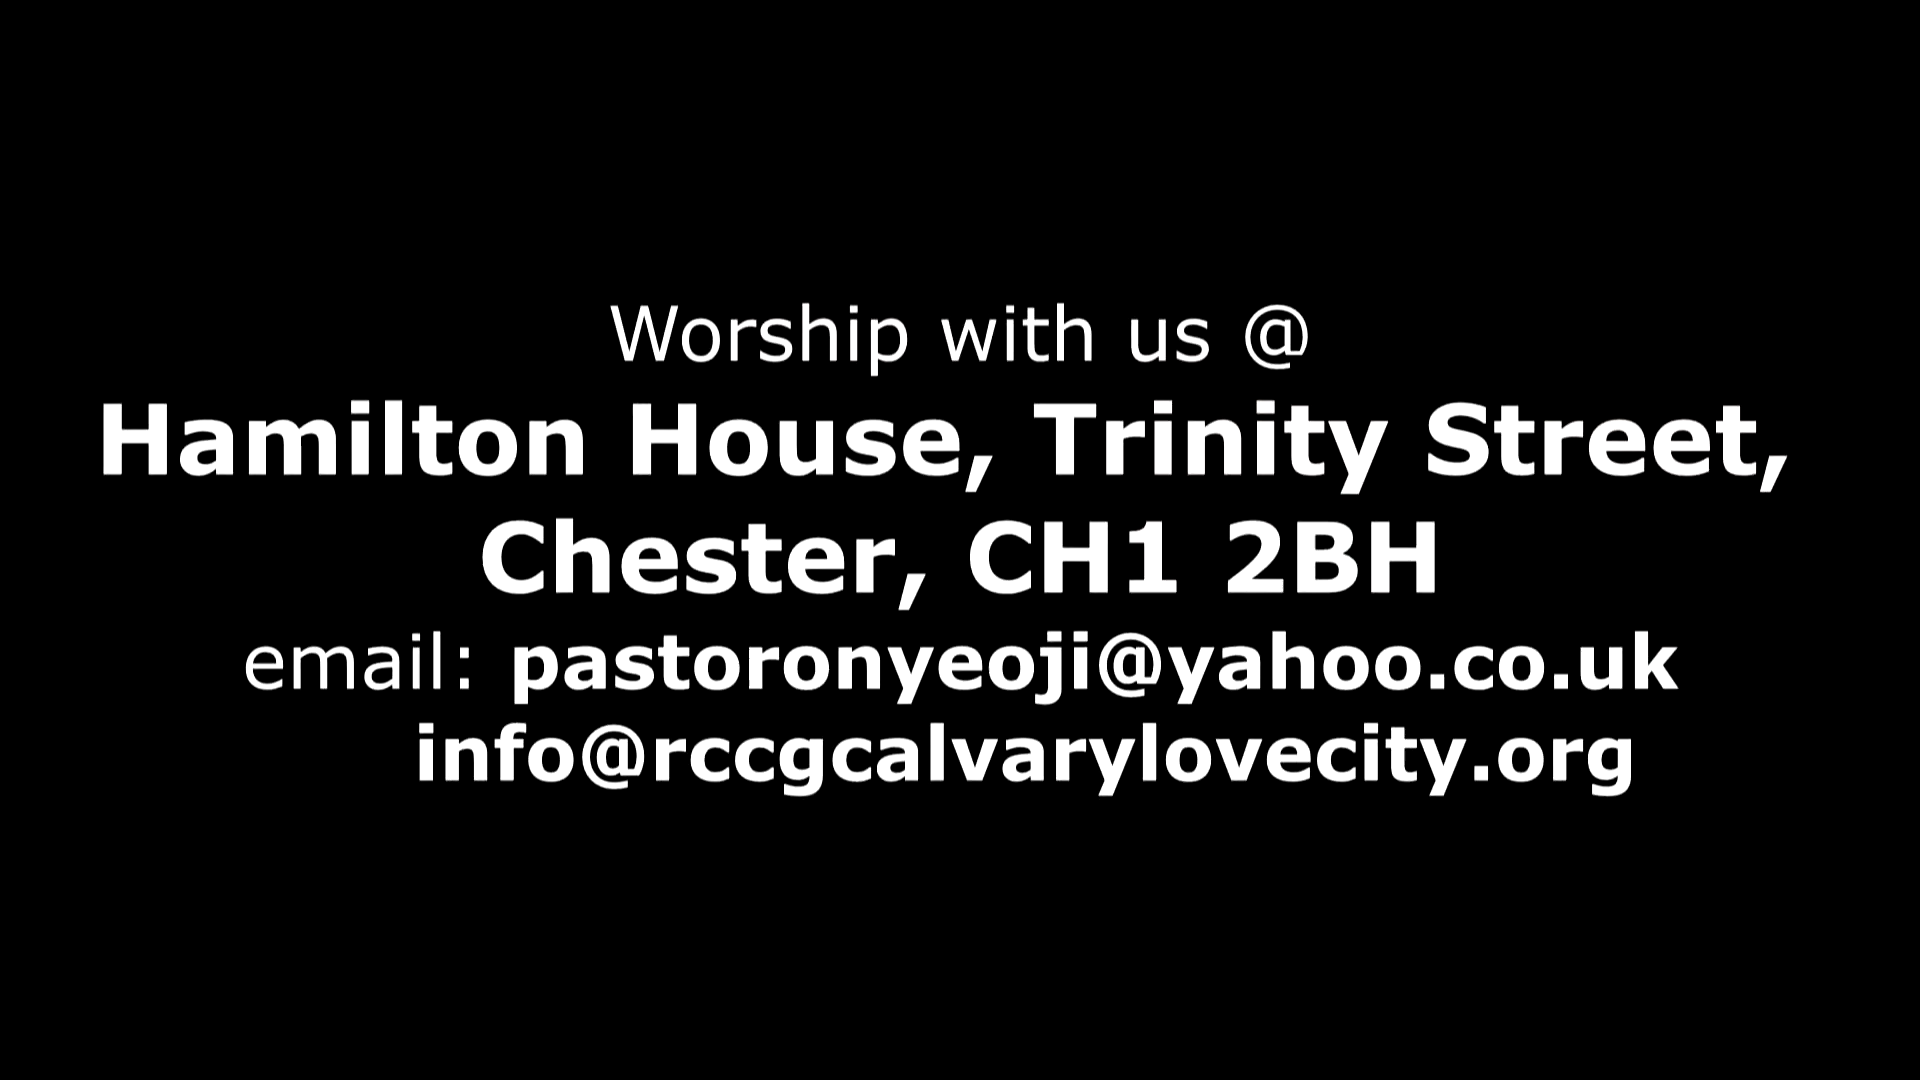 Worship with us @
Hamilton House, Trinity Street,
Chester, CH1 2BH
email: pastoronyeoji@yahoo.co.uk
info@rccgcalvarylovecity.org